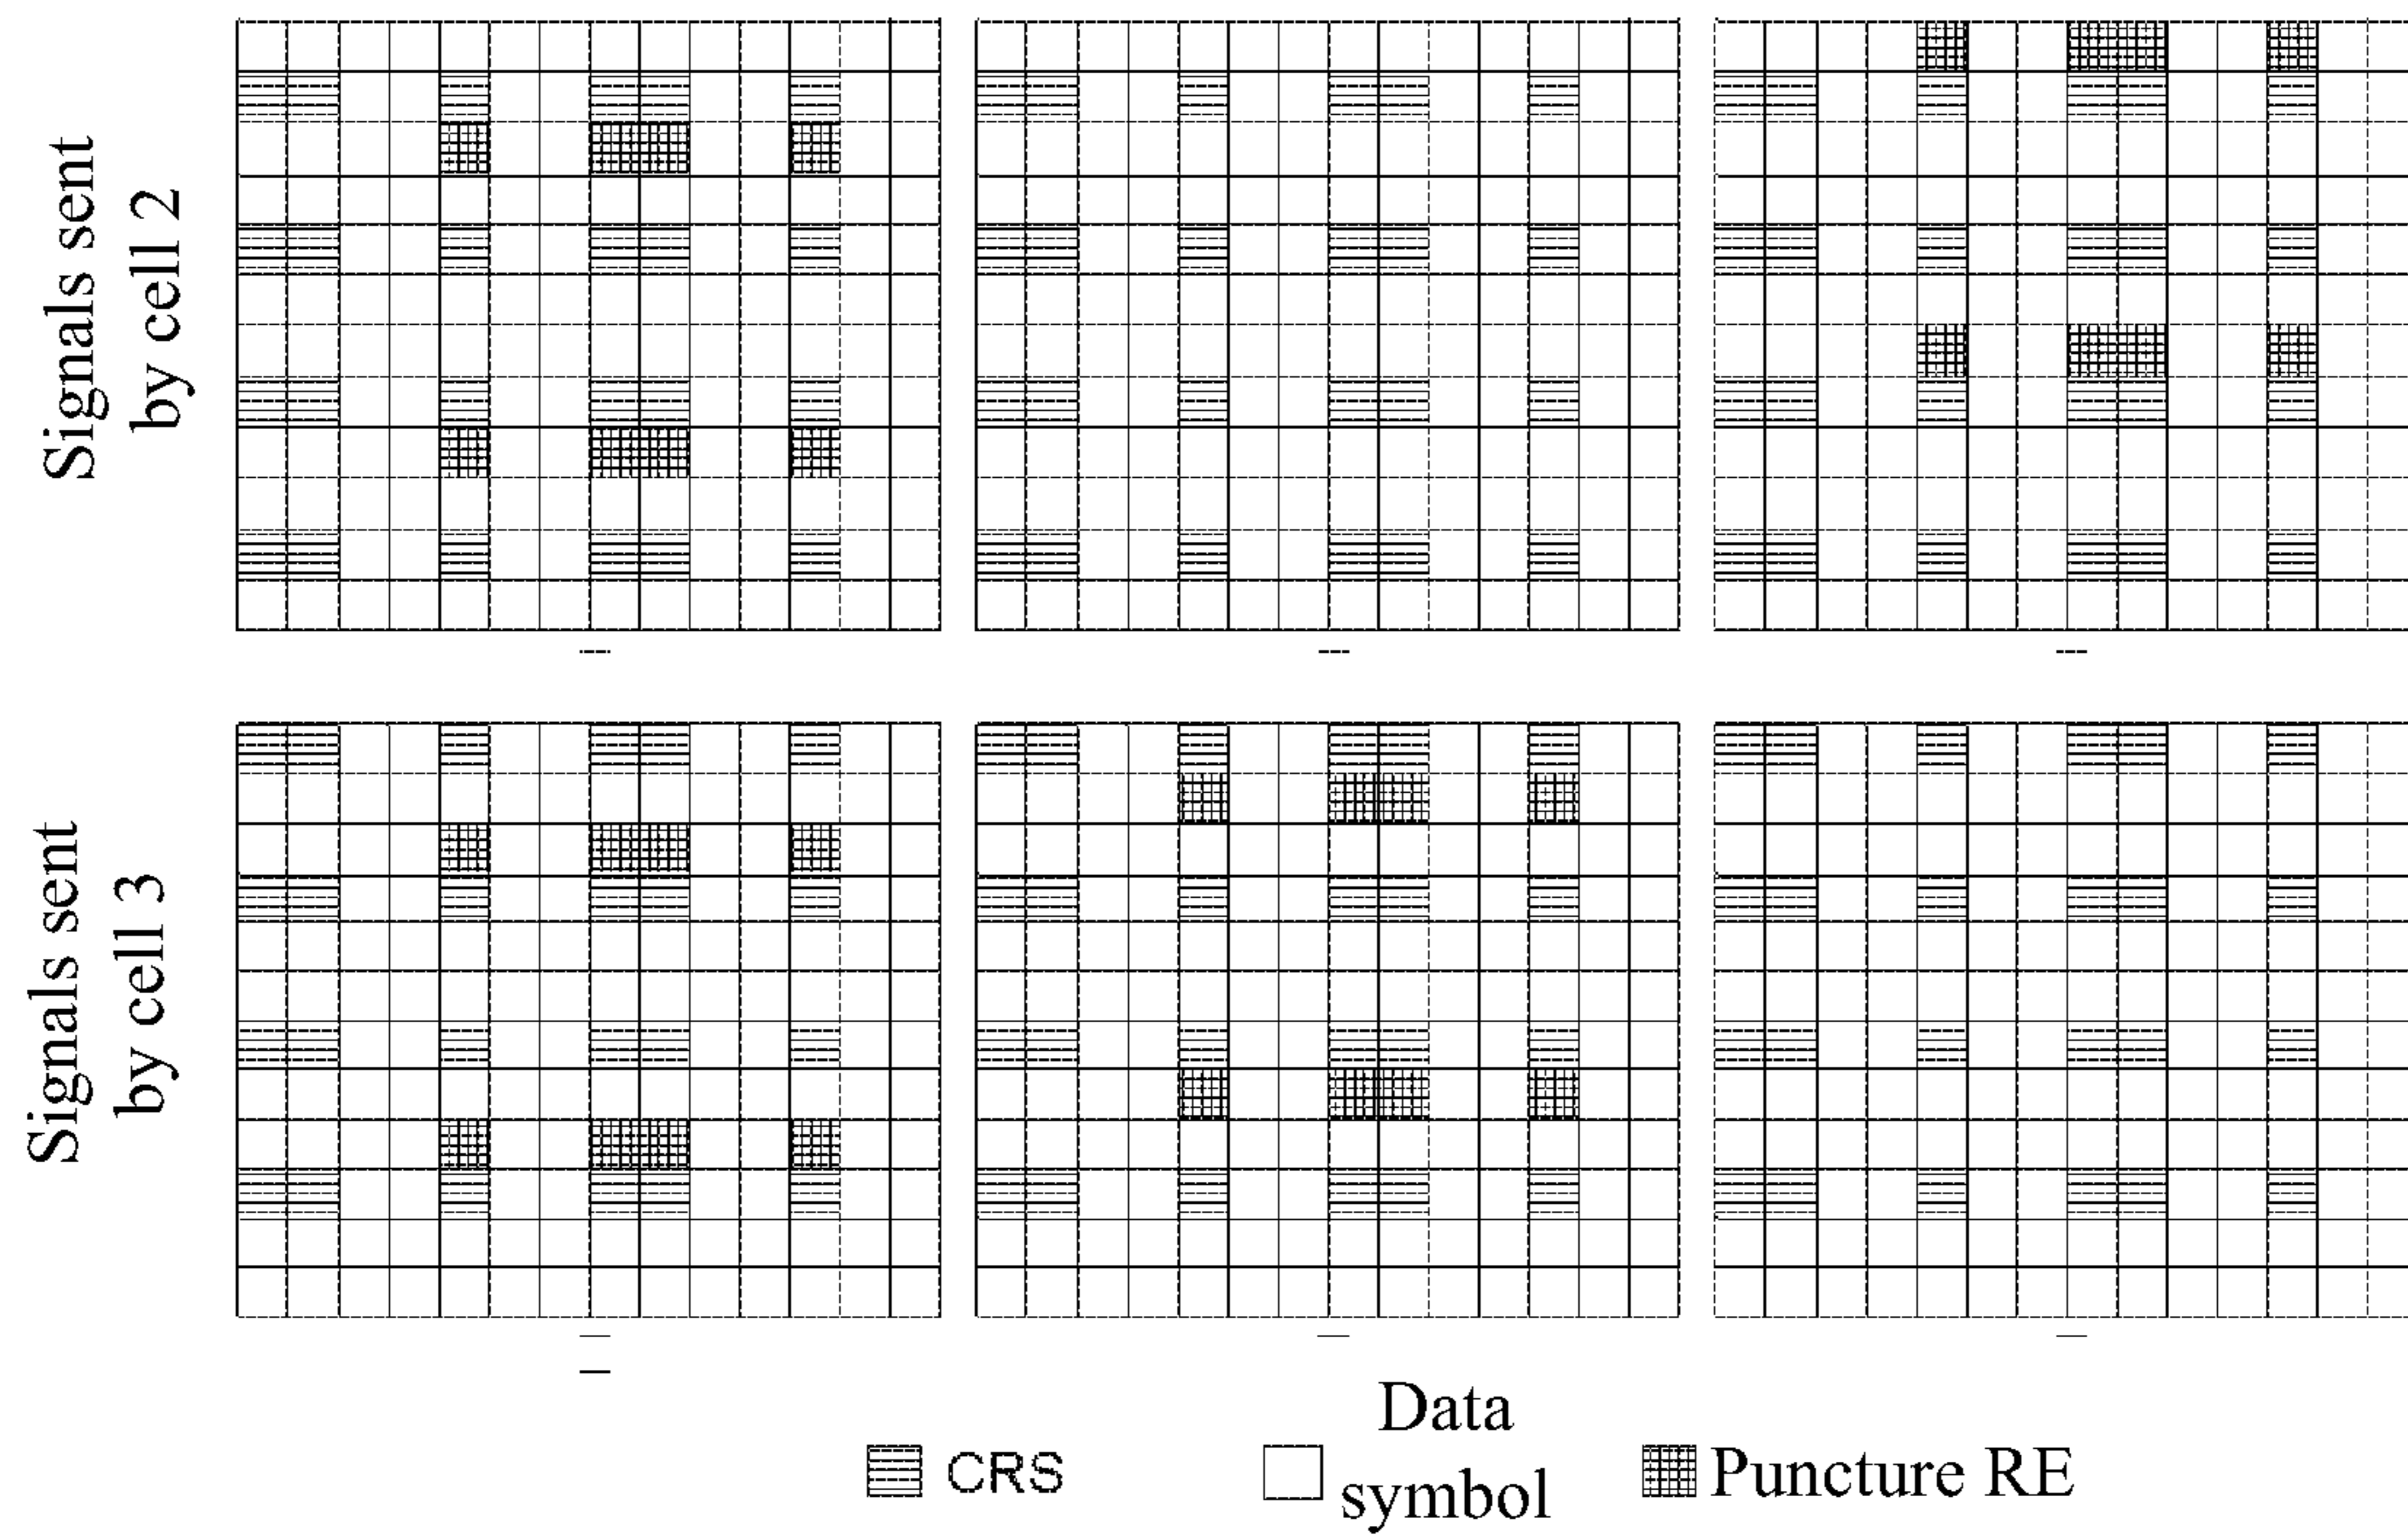 Signals sent
by cell 2
Signals sent
by cell 3
CRS
Data
symbol
Puncture RE